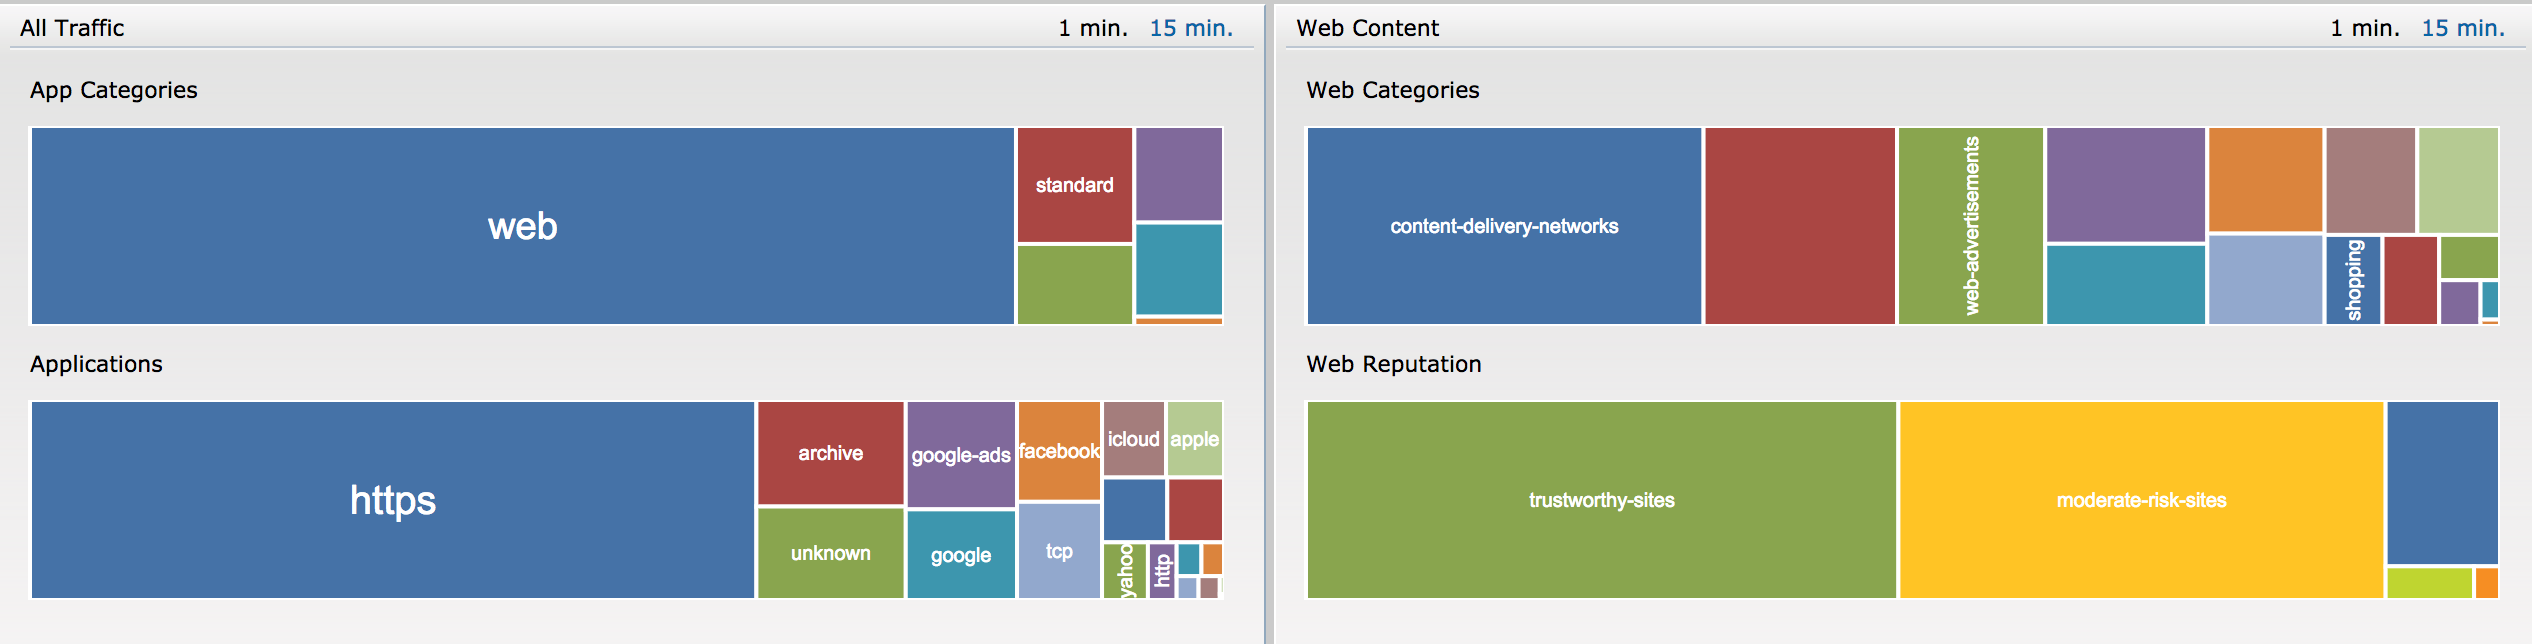 All Traffic 1 min. 15 min.
App Categories
web
standard
Applications
https
archive
unknown
google-ads
google
facebook
tcp
icloud
apple
yahoo
http
Web Content 1 min. 15 min.
Web Categories
content-delivery-networks
web-advertisements
shopping
Web Reputation
trustworthy-sites
moderate-risk-sites